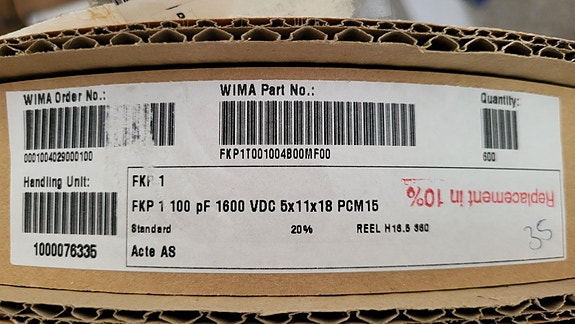 WIMA Order No.:
WIMA Part No.:
Quantity:
0001004029000100
FKP1T001004B00MF00
600
Handling Unit:
1000076335
FKP 1
FKP 1 100 pF 1600 VDC 5x11x18 PCM15
Standard 20% REEL H16.5 360
Acte AS
Replacement in 10%
35